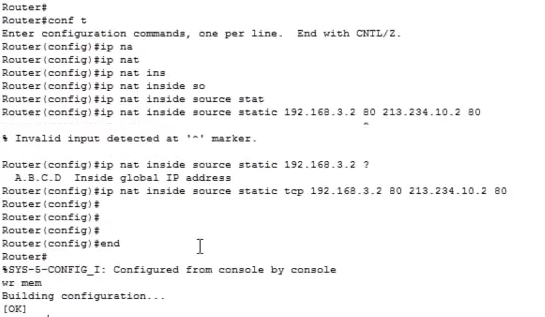 Router#
Router#conf t
Enter configuration commands, one per line.  End with CNTL/Z.
Router(config)#ip na
Router(config)#ip nat
Router(config)#ip nat ins
Router(config)#ip nat inside so
Router(config)#ip nat inside source stat
Router(config)#ip nat inside source static 192.168.3.2 80 213.234.10.2 80
^
% Invalid input detected at '^' marker.
Router(config)#ip nat inside source static 192.168.3.2 ?
A.B.C.D  Inside global IP address
Router(config)#ip nat inside source static tcp 192.168.3.2 80 213.234.10.2 80
Router(config)#
Router(config)#
Router(config)#
Router(config)#end
Router#
%SYS-5-CONFIG_I: Configured from console by console
wr mem
Building configuration...
[OK]